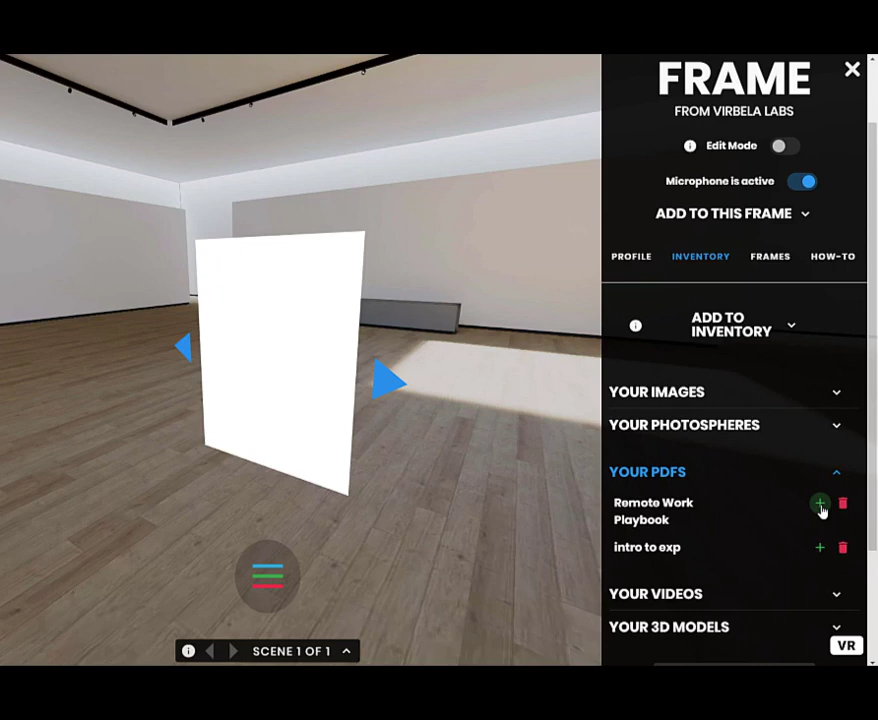 FRAME
FROM VIRBELA LABS
Edit Mode
Microphone is active
ADD TO THIS FRAME
PROFILE INVENTORY FRAMES HOW-TO
ADD TO
INVENTORY
YOUR IMAGES
YOUR PHOTOSPHERES
YOUR PDFS
Remote Work
Playbook
intro to exp
YOUR VIDEOS
YOUR 3D MODELS
VR
SCENE 1 OF 1